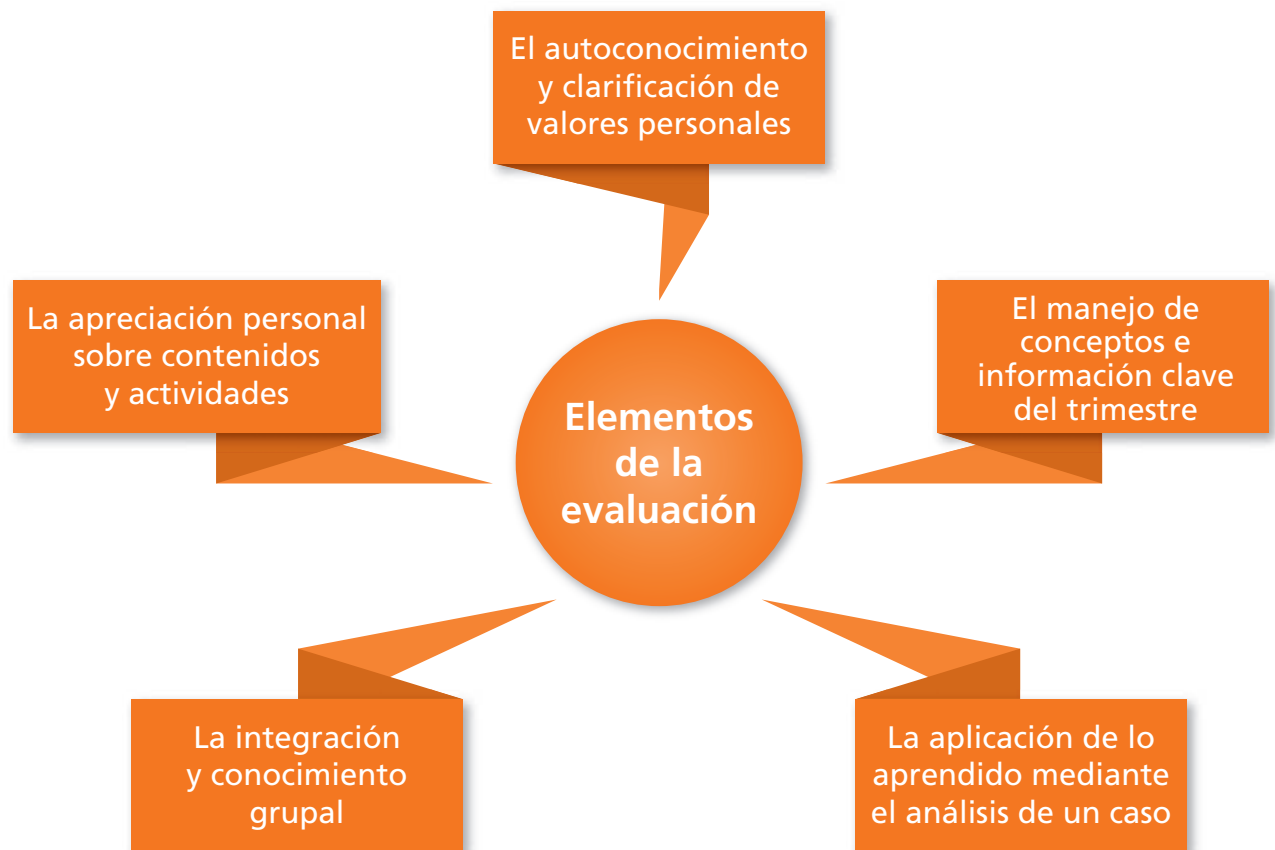 El autoconocimiento
y clarificación de
valores personales
La apreciación personal
sobre contenidos
y actividades
El manejo de
conceptos e
información clave
del trimestre
Elementos
de la
evaluación
La integración
y conocimiento
grupal
La aplicación de lo
aprendido mediante
el análisis de un caso